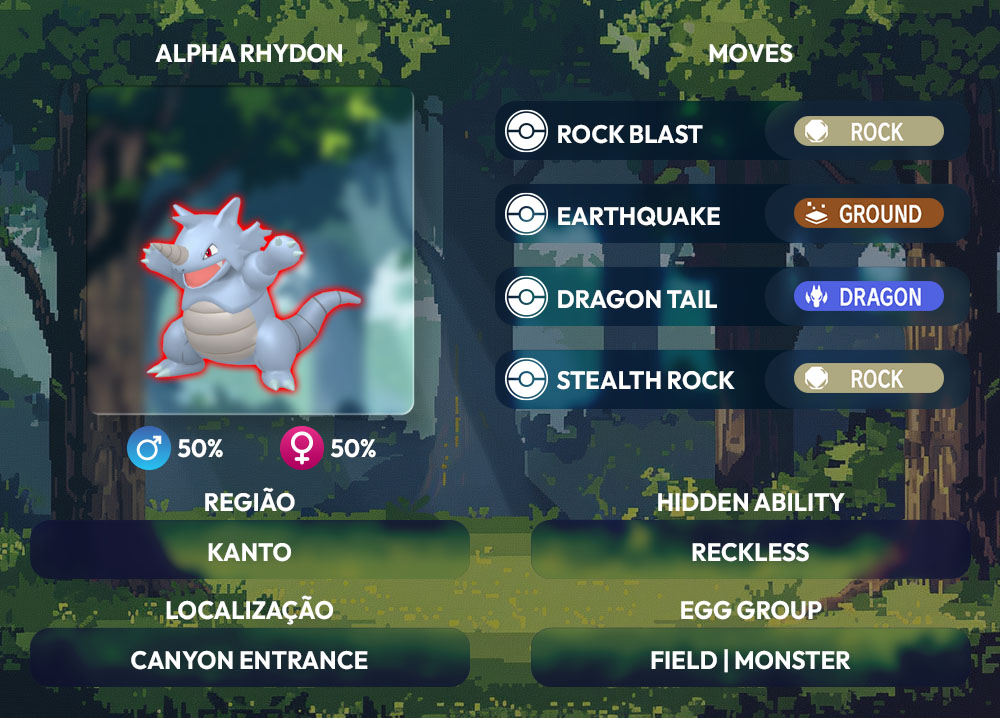 ALPHA RHYDON
50%
50%
REGIÃO
KANTO
LOCALIZAÇÃO
CANYON ENTRANCE
MOVES
ROCK BLAST
ROCK
EARTHQUAKE
GROUND
DRAGON TAIL
DRAGON
STEALTH ROCK
ROCK
HIDDEN ABILITY
RECKLESS
EGG GROUP
FIELD | MONSTER